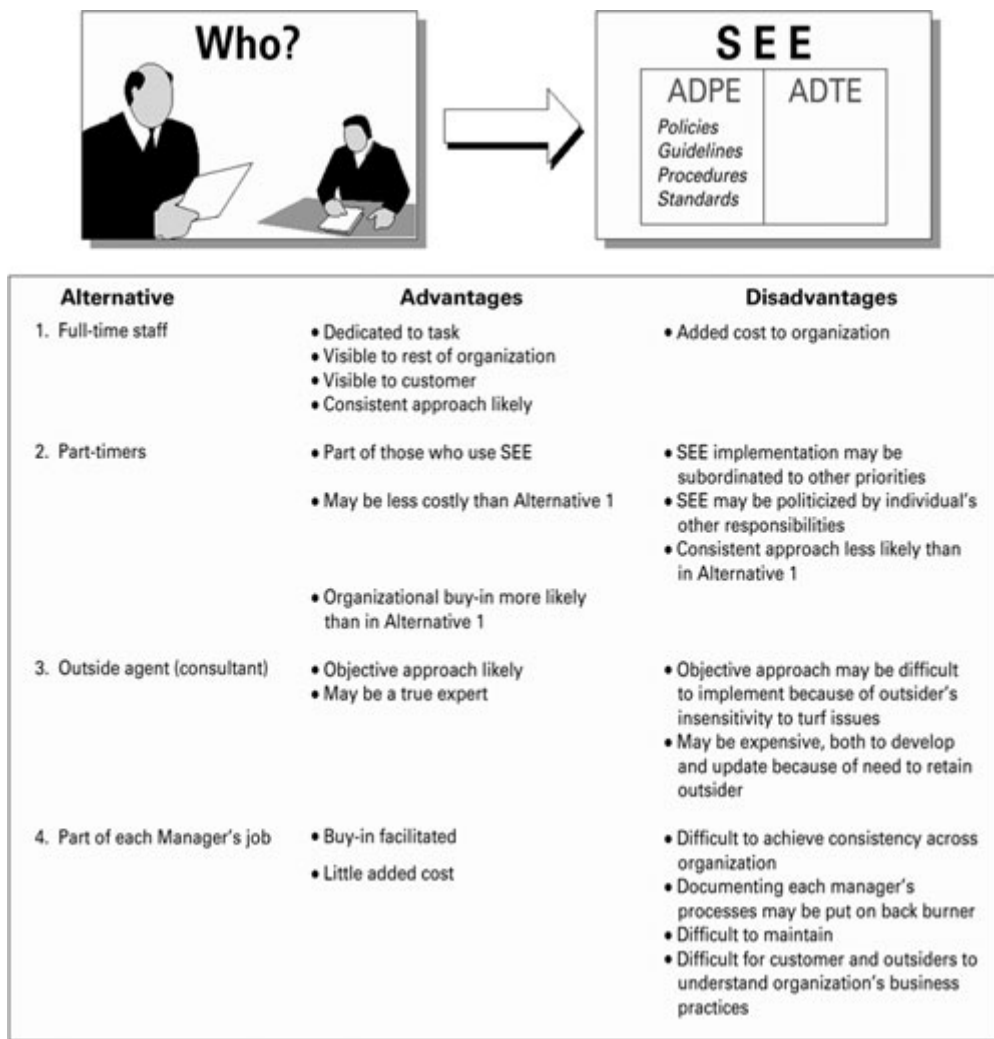 Who?
SEE
ADPE
Policies
Guidelines
Procedures
Standards
ADTE
Alternative
Advantages
Disadvantages
1. Full-time staff
• Dedicated to task
• Visible to rest of organization
• Visible to customer
• Consistent approach likely
• Added cost to organization
2. Part-timers
• Part of those who use SEE
• May be less costly than Alternative 1
• Organizational buy-in more likely
than in Alternative 1
• SEE implementation may be
subordinated to other priorities
• SEE may be politicized by individual's
other responsibilities
• Consistent approach less likely than
in Alternative 1
3. Outside agent (consultant)
• Objective approach likely
• May be a true expert
• Objective approach may be difficult
to implement because of outsider's
insensitivity to turf issues
• May be expensive, both to develop
and update because of need to retain
outsider
4. Part of each Manager's job
• Buy-in facilitated
• Little added cost
• Difficult to achieve consistency across
organization
• Documenting each manager's
processes may be put on back burner
• Difficult to maintain
• Difficult for customer and outsiders to
understand organization's business
practices